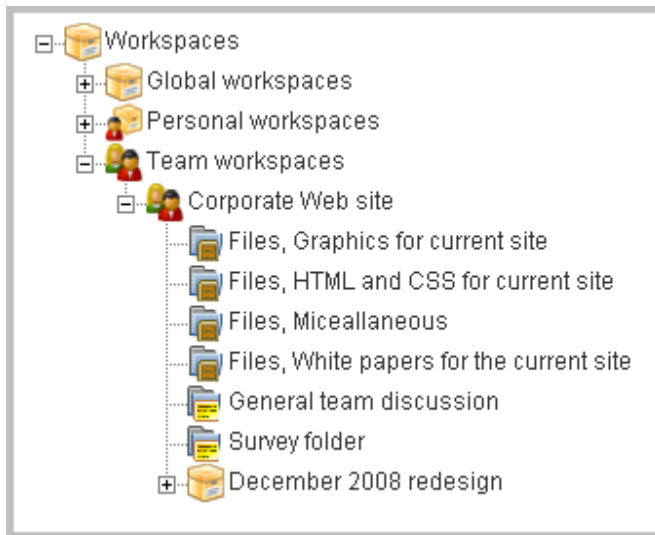 Workspaces
Global workspaces
Personal workspaces
Team workspaces
Corporate Web site
Files, Graphics for current site
Files, HTML and CSS for current site
Files, Miceallaneous
Files, White papers for the current site
General team discussion
Survey folder
December 2008 redesign